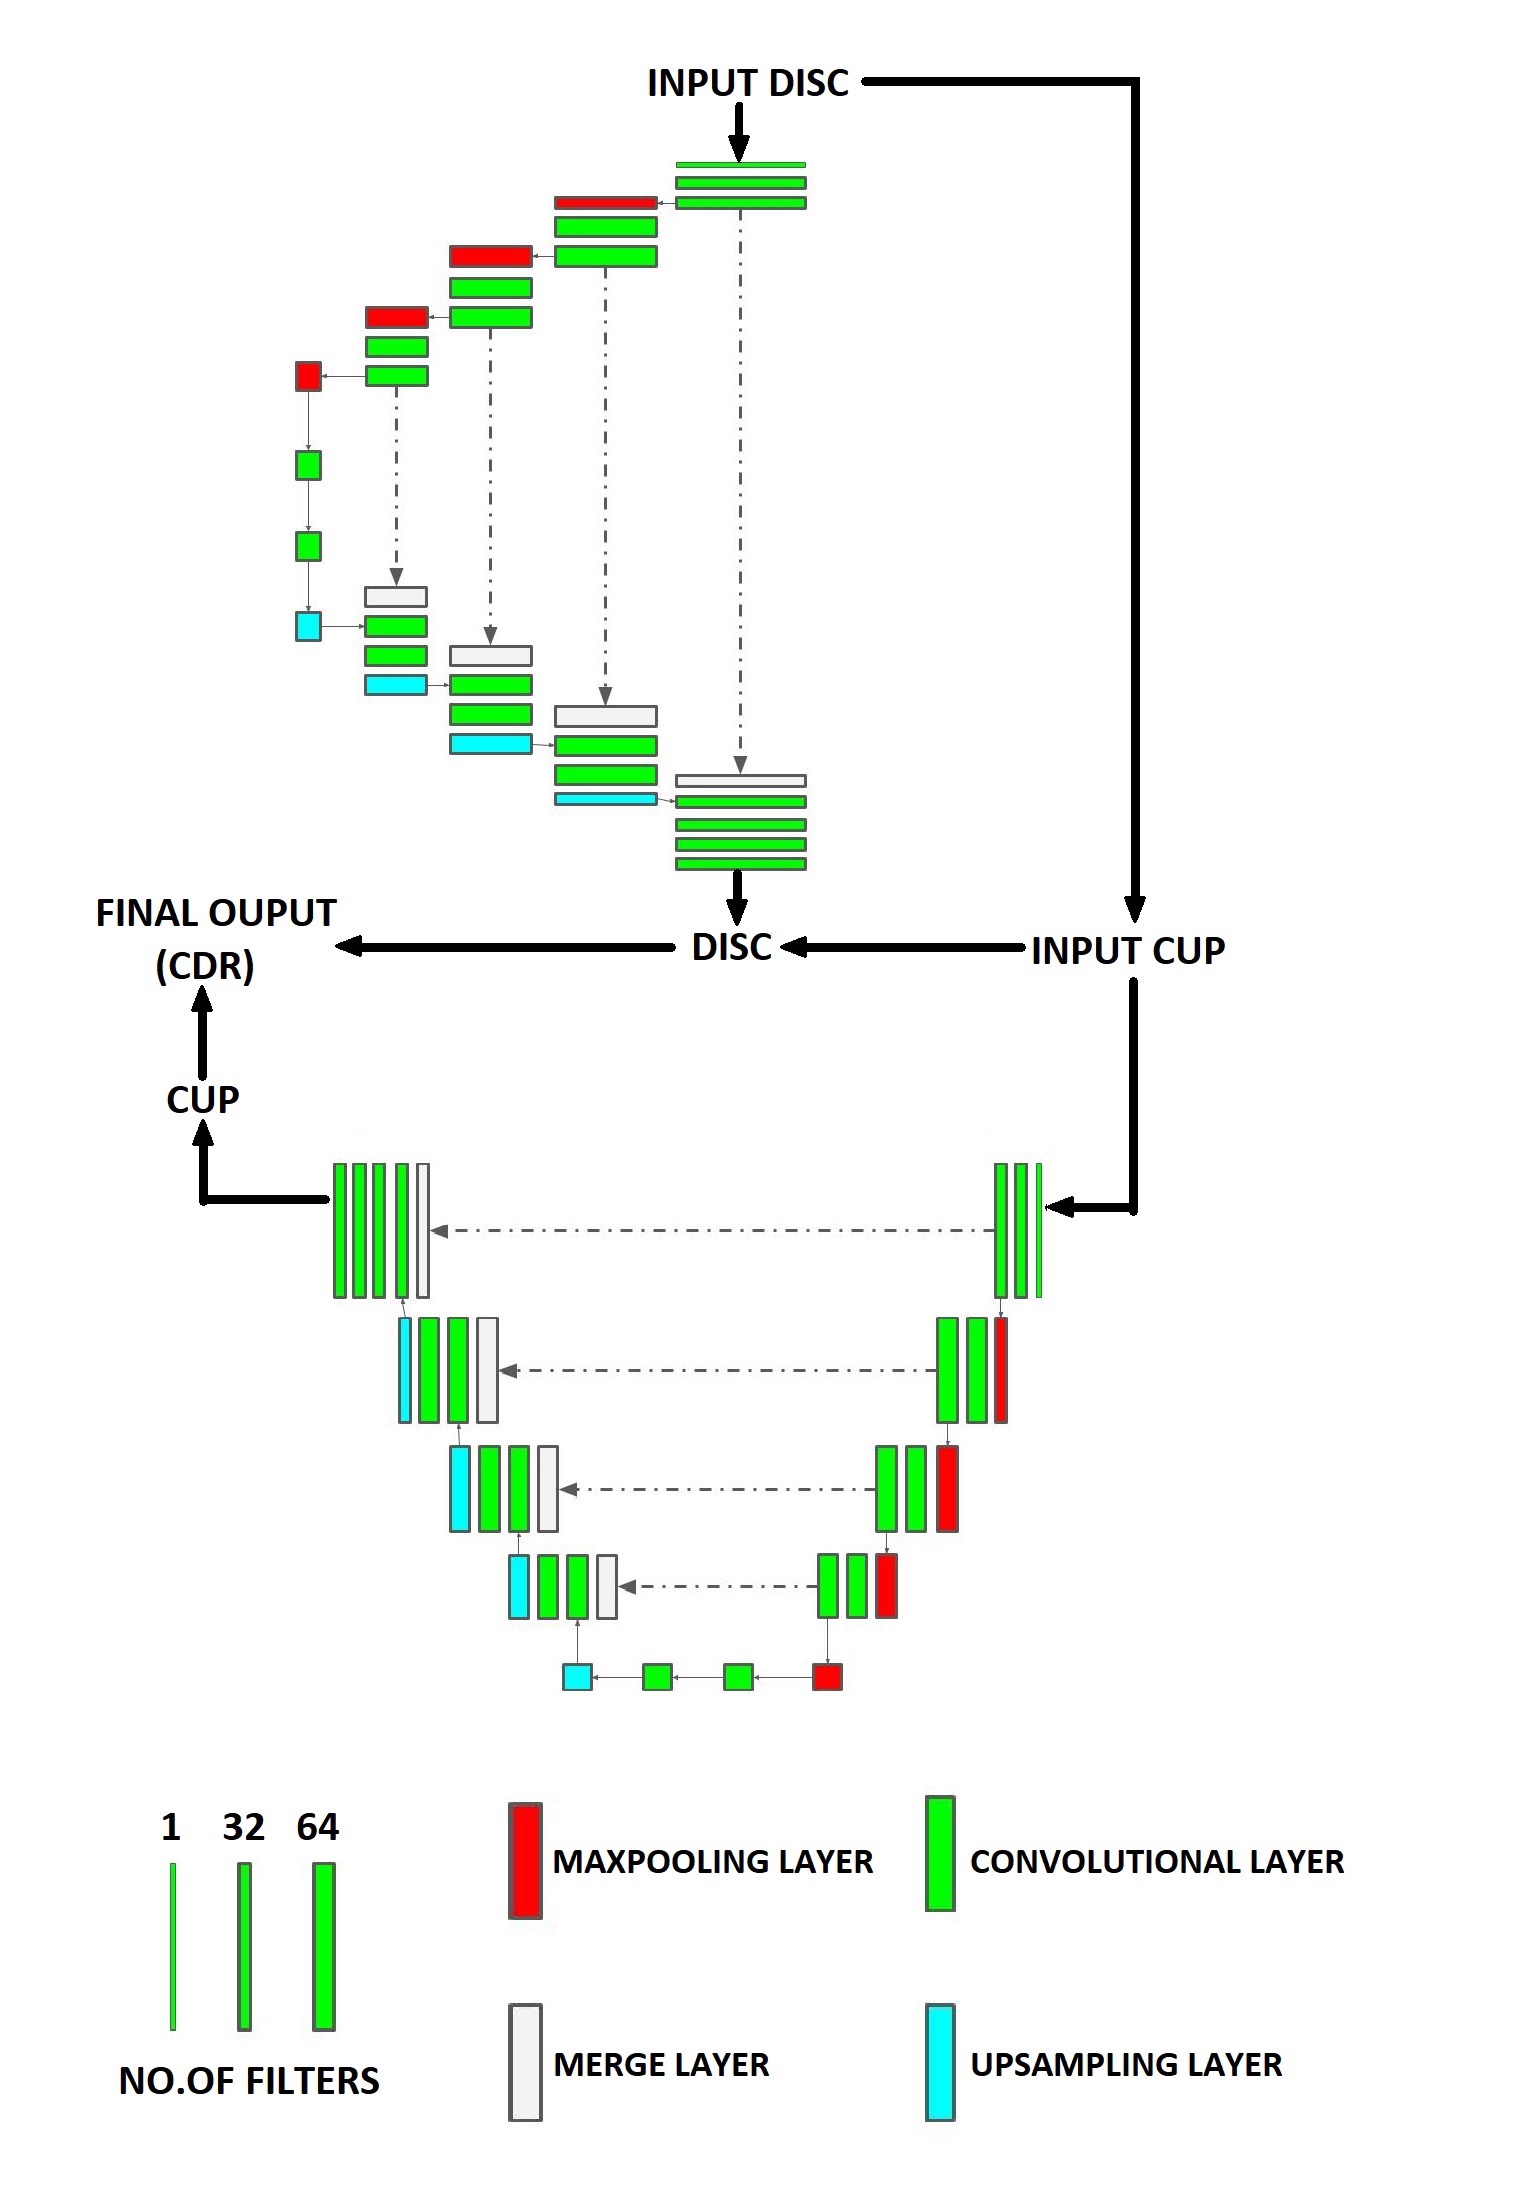 INPUT DISC
FINAL OUPUT
(CDR)
DISC
INPUT CUP
CUP
1 32 64
NO.OF FILTERS
MAXPOOLING LAYER
CONVOLUTIONAL LAYER
MERGE LAYER
UPSAMPLING LAYER